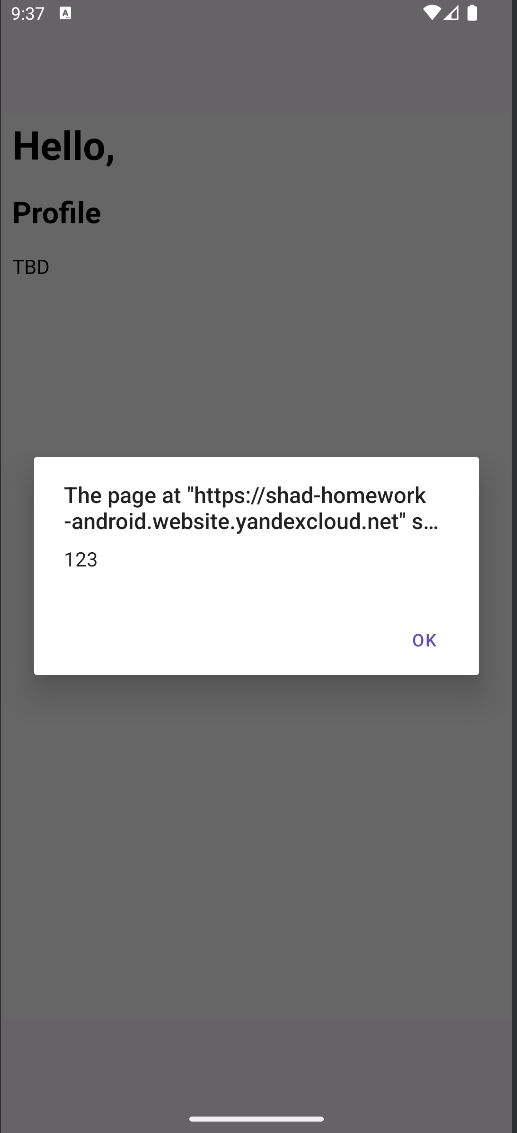 9:37
A
Hello,
Profile
TBD
The page at "https://shad-homework
-android.website.yandexcloud.net" s...
123
OK